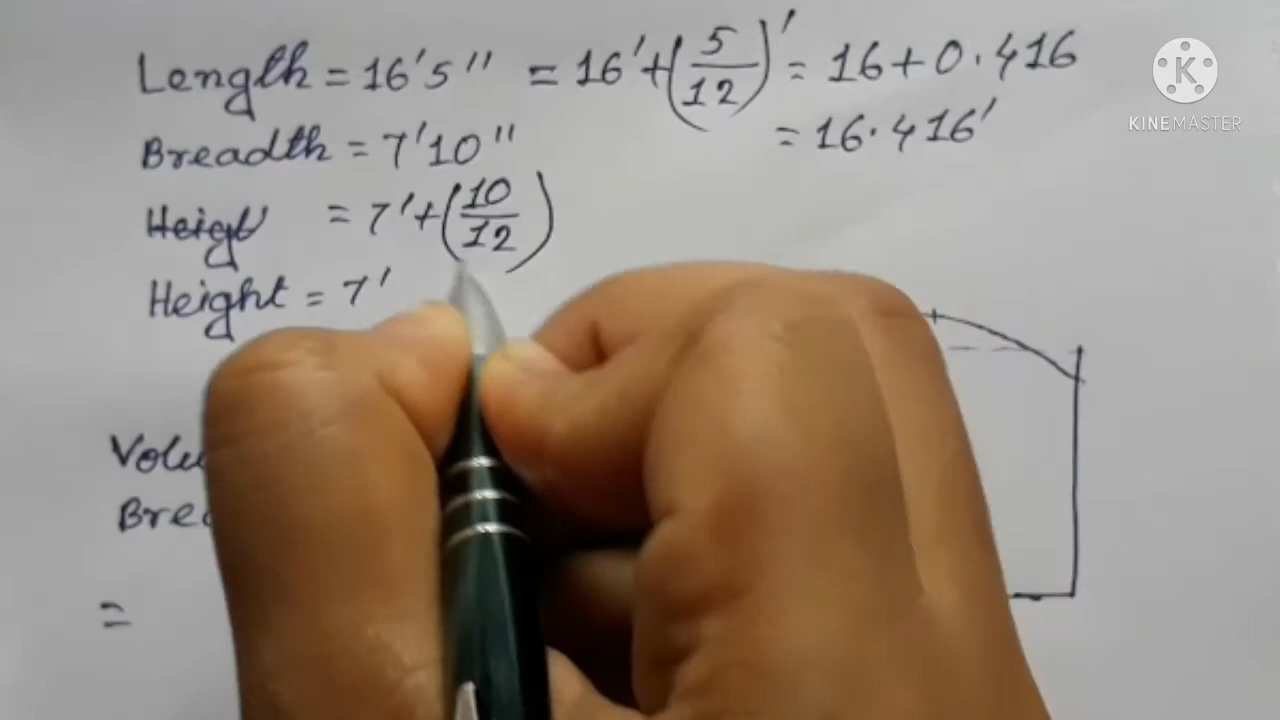 Length = 16'5" = 16'+(5/12)' = 16+0.416
= 16.416'
Breadth = 7'10"
Heigt = 7'+(10/12)
Height = 7'
=
K
KINEMASTER